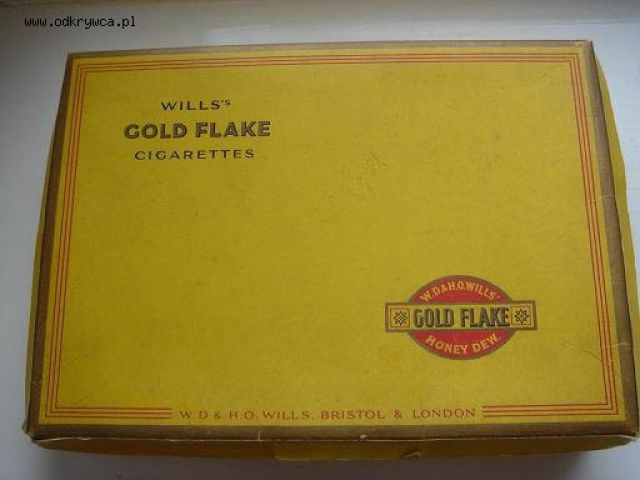 www.odkrywca.pl
WILLS'S
GOLD FLAKE
CIGARETTES
W.D.& H.O. WILLS'
GOLD FLAKE
HONEY DEW.
W. D. & H. O. WILLS. BRISTOL & LONDON